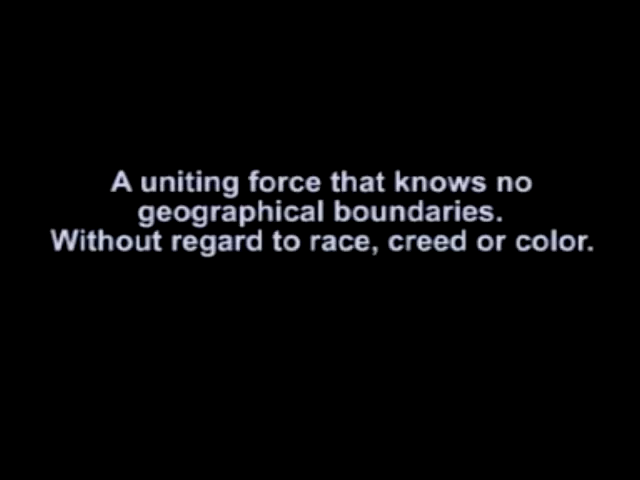 A uniting force that knows no
geographical boundaries.
Without regard to race, creed or color.